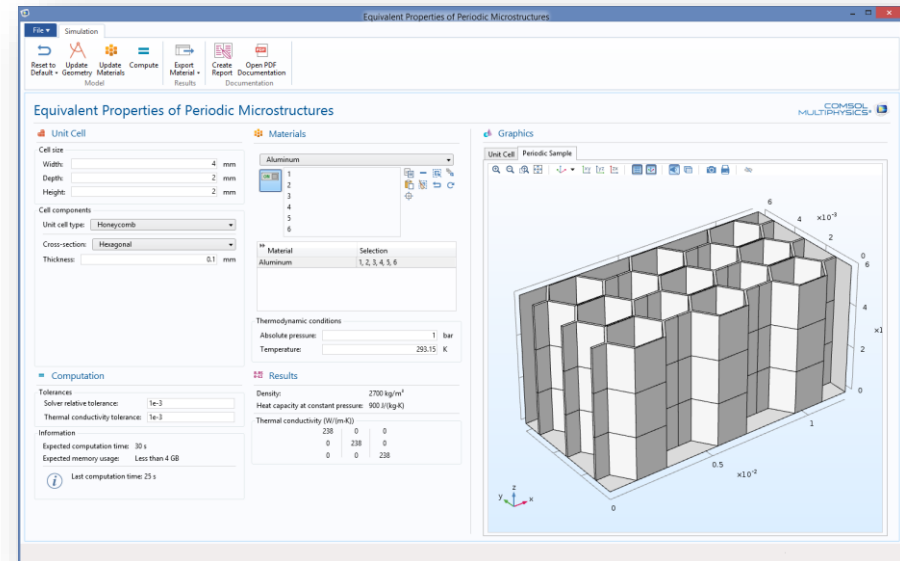 Equivalent Properties of Periodic Microstructures
File
Simulation
Reset to Default
Update Geometry
Update Materials
Compute
Export Material
Create Report
Open PDF Documentation
Model
Results
Documentation
Equivalent Properties of Periodic Microstructures
COMSOL
MULTIPHYSICS®
Unit Cell
Cell size
Width: 4 mm
Depth: 2 mm
Height: 2 mm
Cell components
Unit cell type: Honeycomb
Cross-section: Hexagonal
Thickness: 0.1 mm
Materials
Aluminum
1
2
3
4
5
6
Material Selection
Aluminum 1, 2, 3, 4, 5, 6
Thermodynamic conditions
Absolute pressure: 1 bar
Temperature: 293.15 K
Computation
Tolerances
Solver relative tolerance: 1e-3
Thermal conductivity tolerance: 1e-3
Information
Expected computation time: 30 s
Expected memory usage: Less than 4 GB
Last computation time: 25 s
Results
Density: 2700 kg/m³
Heat capacity at constant pressure: 900 J/(kg·K)
Thermal conductivity (W/(m·K))
238 0 0
0 238 0
0 0 238
Graphics
Unit Cell
Periodic Sample
6
4 ×10⁻³
2
0
6
4
×1
2
0
1
0.5
×10⁻²
0
z
y x